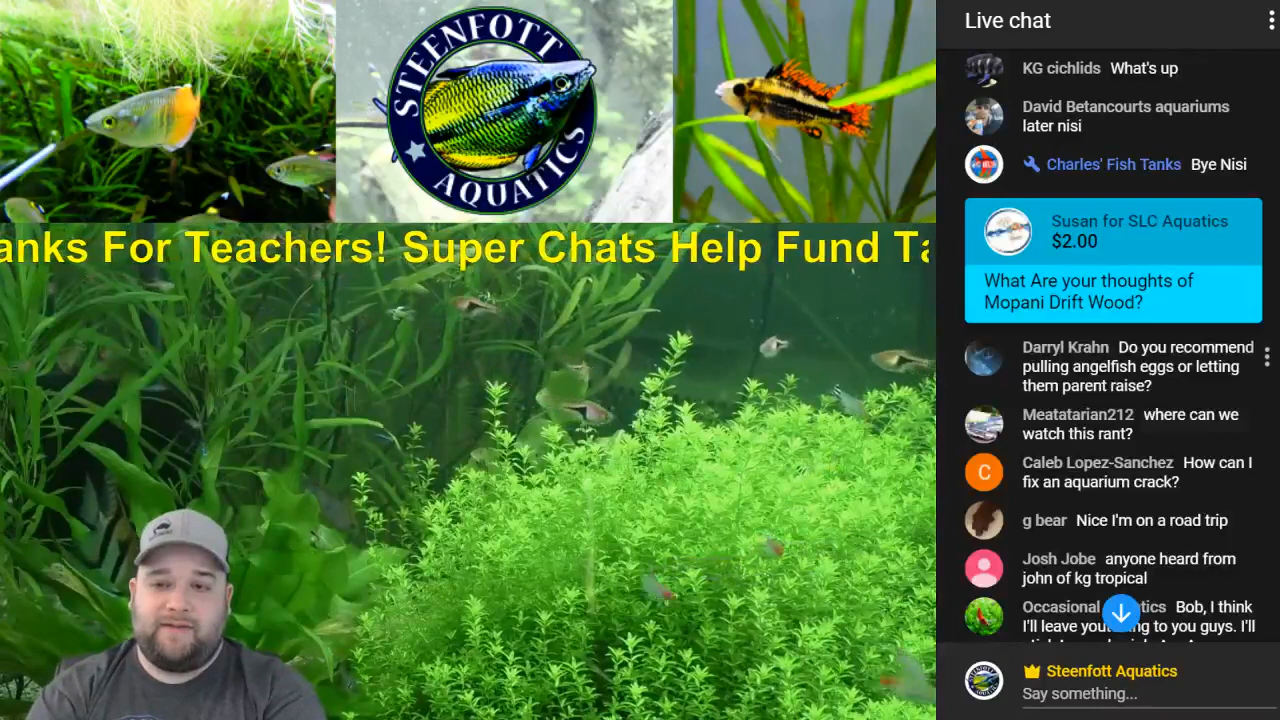 STEENFOTT
AQUATICS
anks For Teachers! Super Chats Help Fund Ta
Live chat
KG cichlids What's up
David Betancourts aquariums
later nisi
Charles' Fish Tanks Bye Nisi
Susan for SLC Aquatics
$2.00
What Are your thoughts of
Mopani Drift Wood?
Darryl Krahn Do you recommend
pulling angelfish eggs or letting
them parent raise?
Meatatarian212 where can we
watch this rant?
C
Caleb Lopez-Sanchez How can I
fix an aquarium crack?
g bear Nice I'm on a road trip
Josh Jobe anyone heard from
john of kg tropical
Occasional tics Bob, I think
I'll leave you to you guys. I'll
Steenfott Aquatics
Say something...